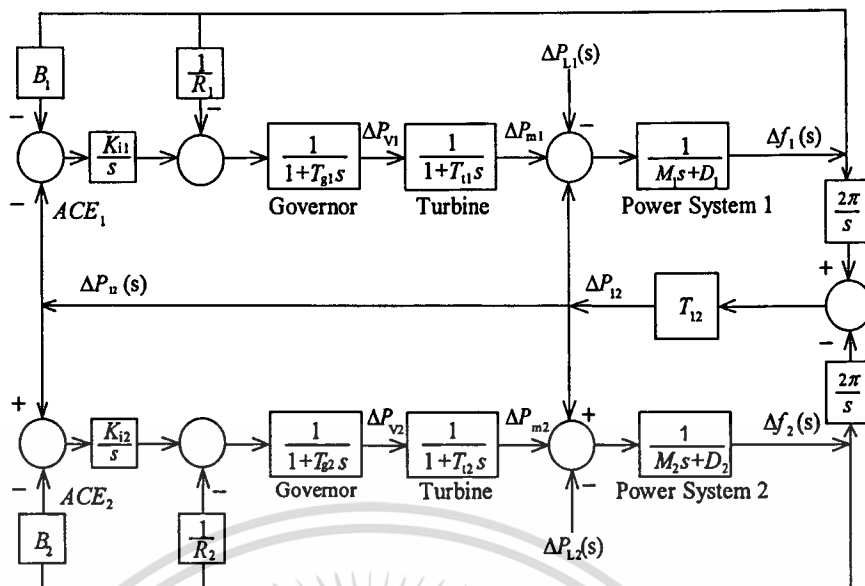 B₁
1/R₁
ΔP_L1(s)
− − −
K_i1/s
1/(1+T_g1 s)
ΔP_V1
1/(1+T_t1 s)
ΔP_m1
1/(M₁s+D₁)
Δf₁(s)
−
ACE₁
Governor
Turbine
Power System 1
2π/s
ΔP₁₂(s)
ΔP₁₂
T₁₂
+
−
2π/s
+
K_i2/s
1/(1+T_g2 s)
ΔP_V2
1/(1+T_t2 s)
ΔP_m2
+
1/(M₂s+D₂)
Δf₂(s)
− − −
ACE₂
Governor
Turbine
Power System 2
B₂
1/R₂
ΔP_L2(s)